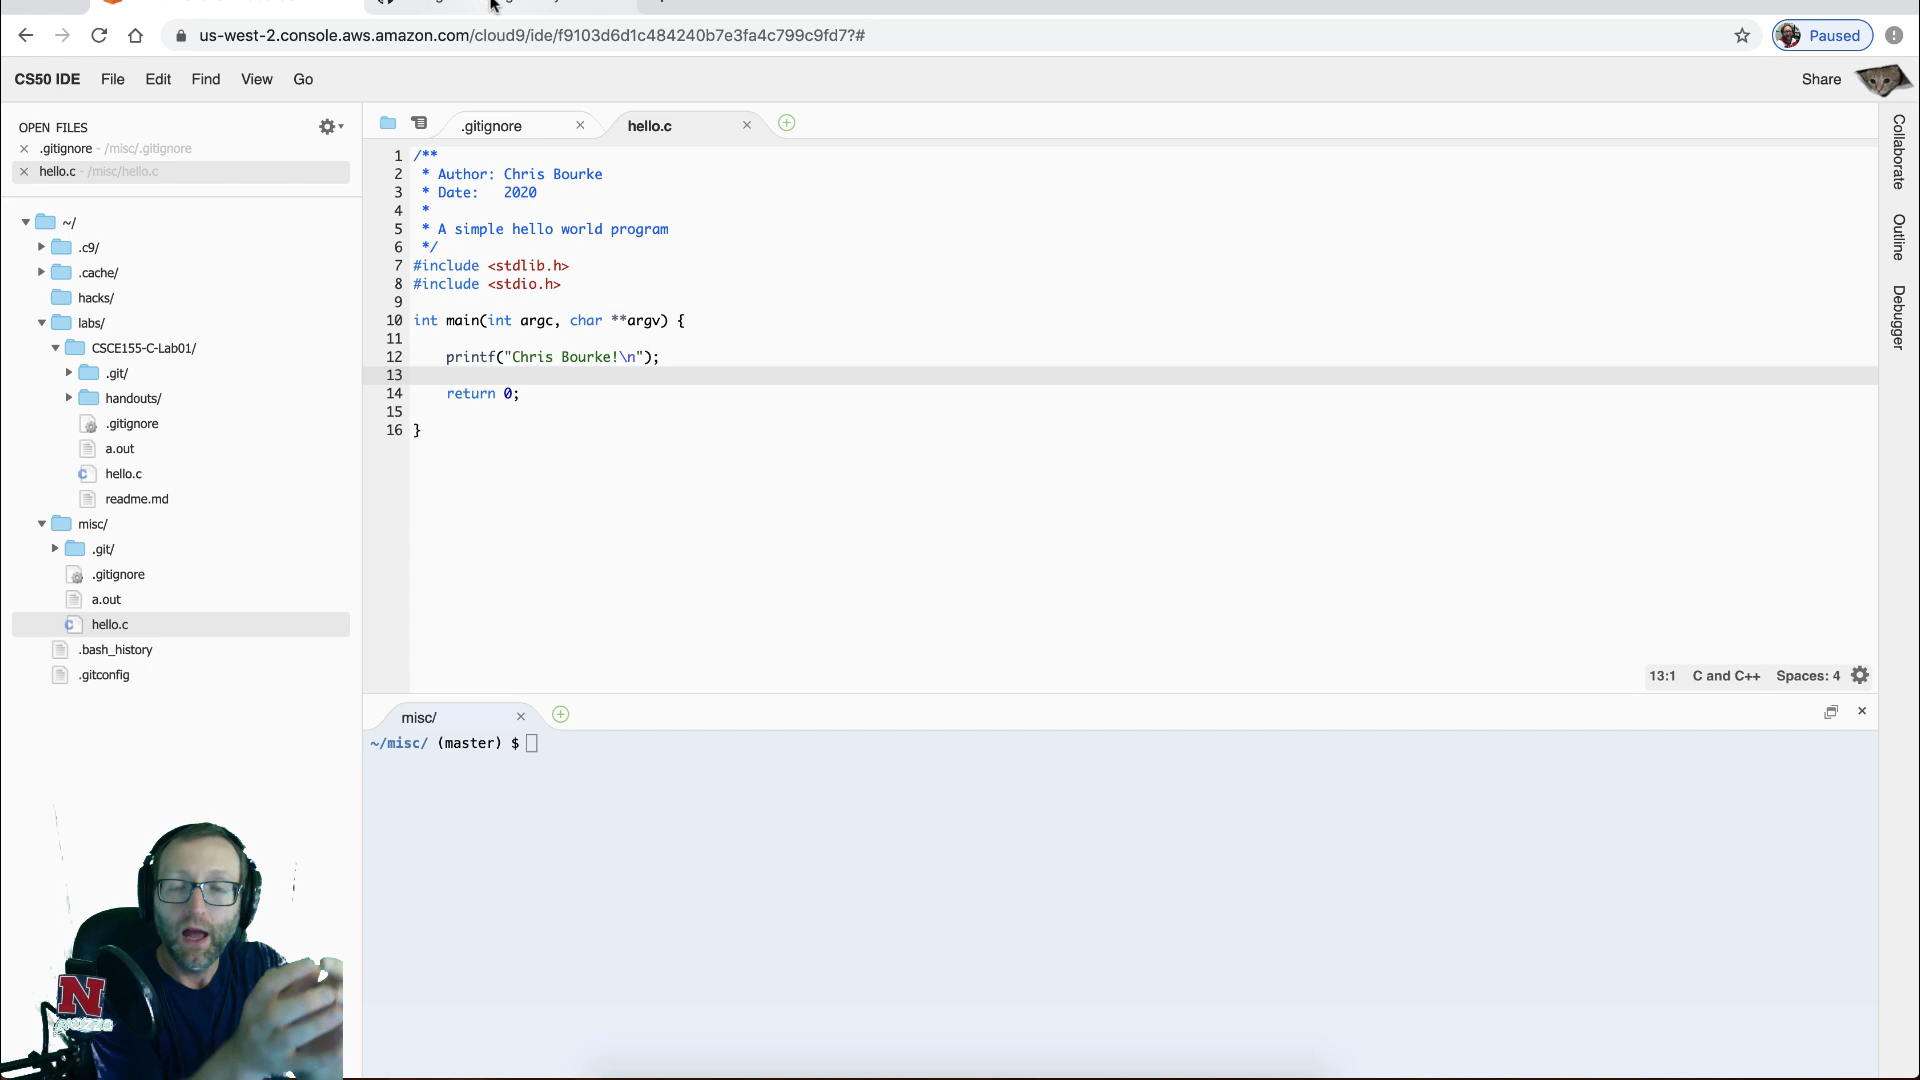 us-west-2.console.aws.amazon.com/cloud9/ide/f9103d6d1c484240b7e3fa4c799c9fd7?#
Paused
CS50 IDE File Edit Find View Go
Share
OPEN FILES
.gitignore - /misc/.gitignore
hello.c - /misc/hello.c
~/
.c9/
.cache/
hacks/
labs/
CSCE155-C-Lab01/
.git/
handouts/
.gitignore
a.out
hello.c
readme.md
misc/
.git/
.gitignore
a.out
hello.c
.bash_history
.gitconfig
.gitignore
hello.c
1 /**
2  * Author: Chris Bourke
3  * Date:   2020
4  *
5  * A simple hello world program
6  */
7 #include <stdlib.h>
8 #include <stdio.h>
9
10 int main(int argc, char **argv) {
11
12     printf("Chris Bourke!\n");
13
14     return 0;
15
16 }
13:1 C and C++ Spaces: 4
misc/
~/misc/ (master) $
Collaborate
Outline
Debugger
N